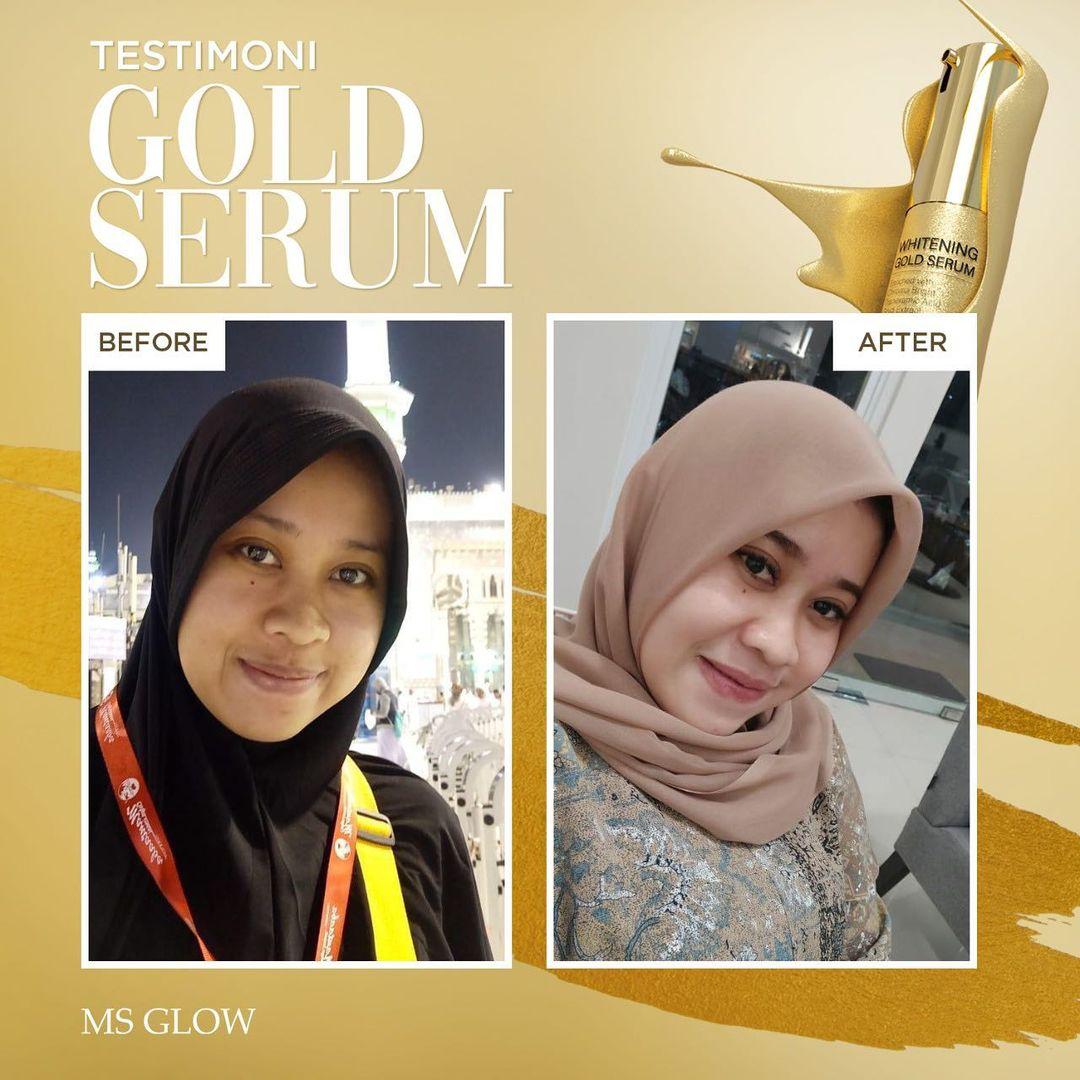 TESTIMONI
GOLD
SERUM
WHITENING
GOLD SERUM
BEFORE
AFTER
MS GLOW